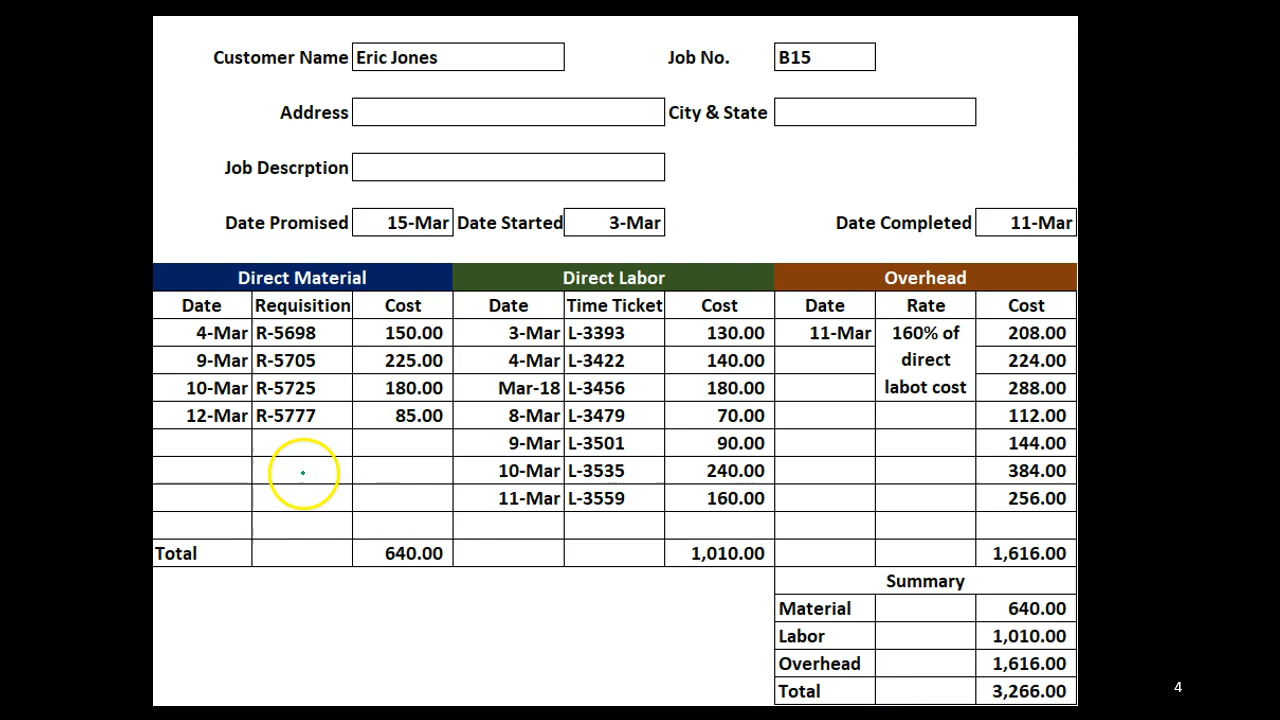 Customer Name Eric Jones Job No. B15
Address City & State
Job Descrption
Date Promised 15-Mar Date Started 3-Mar Date Completed 11-Mar
Direct Material Direct Labor Overhead
Date Requisition Cost Date Time Ticket Cost Date Rate Cost
4-Mar R-5698 150.00 3-Mar L-3393 130.00 11-Mar 160% of 208.00
9-Mar R-5705 225.00 4-Mar L-3422 140.00 direct 224.00
10-Mar R-5725 180.00 Mar-18 L-3456 180.00 labot cost 288.00
12-Mar R-5777 85.00 8-Mar L-3479 70.00 112.00
9-Mar L-3501 90.00 144.00
10-Mar L-3535 240.00 384.00
11-Mar L-3559 160.00 256.00
Total 640.00 1,010.00 1,616.00
Summary
Material 640.00
Labor 1,010.00
Overhead 1,616.00
Total 3,266.00
4